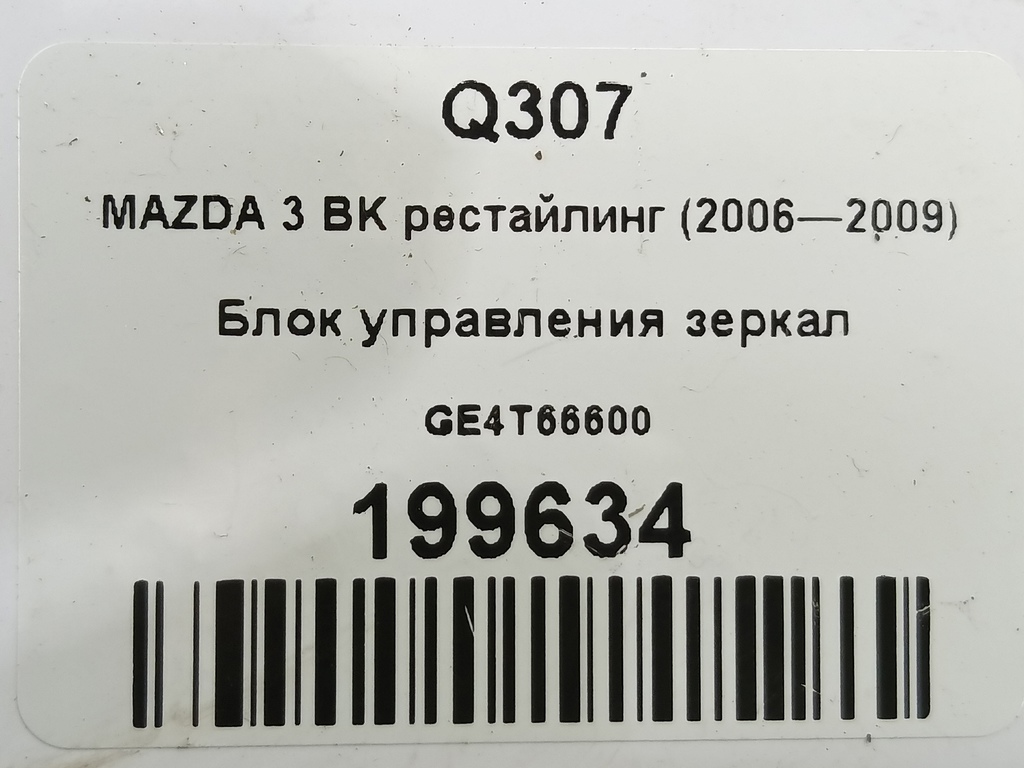 Q307
MAZDA 3 BK рестайлинг (2006—2009)
Блок управления зеркал
GE4T66600
199634